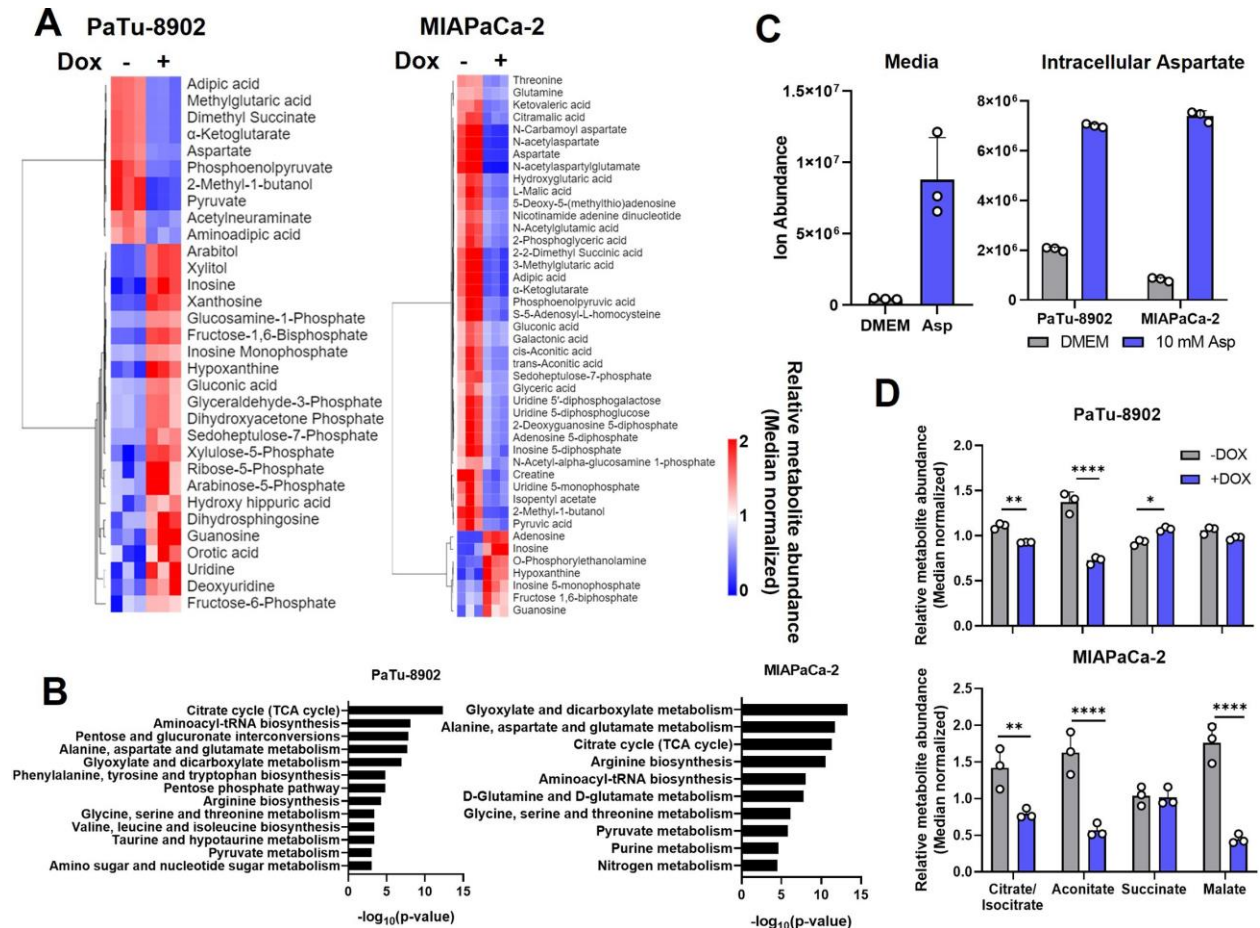 A
PaTu-8902
Dox - +
Adipic acid
Methylglutaric acid
Dimethyl Succinate
α-Ketoglutarate
Aspartate
Phosphoenolpyruvate
2-Methyl-1-butanol
Pyruvate
Acetylneuraminate
Aminoadipic acid
Arabitol
Xylitol
Inosine
Xanthosine
Glucosamine-1-Phosphate
Fructose-1,6-Bisphosphate
Inosine Monophosphate
Hypoxanthine
Gluconic acid
Glyceraldehyde-3-Phosphate
Dihydroxyacetone Phosphate
Sedoheptulose-7-Phosphate
Xylulose-5-Phosphate
Ribose-5-Phosphate
Arabinose-5-Phosphate
Hydroxy hippuric acid
Dihydrosphingosine
Guanosine
Orotic acid
Uridine
Deoxyuridine
Fructose-6-Phosphate
MIAPaCa-2
Dox - +
Threonine
Glutamine
Ketovaleric acid
Citramalic acid
N-Carbamoyl aspartate
N-acetylaspartate
Aspartate
N-acetylaspartylglutamate
Hydroxyglutaric acid
L-Malic acid
5-Deoxy-5-(methylthio)adenosine
Nicotinamide adenine dinucleotide
N-Acetylglutamic acid
2-Phosphoglyceric acid
2-2-Dimethyl Succinic acid
3-Methylglutaric acid
Adipic acid
α-Ketoglutarate
Phosphoenolpyruvic acid
S-5-Adenosyl-L-homocysteine
Gluconic acid
Galactonic acid
cis-Aconitic acid
trans-Aconitic acid
Sedoheptulose-7-phosphate
Glyceric acid
Uridine 5'-diphosphogalactose
Uridine 5-diphosphoglucose
2-Deoxyguanosine 5-diphosphate
Adenosine 5-diphosphate
Inosine 5-diphosphate
N-Acetyl-alpha-glucosamine 1-phosphate
Creatine
Uridine 5-monophosphate
Isopentyl acetate
2-Methyl-1-butanol
Pyruvic acid
Adenosine
Inosine
O-Phosphorylethanolamine
Hypoxanthine
Inosine 5-monophosphate
Fructose 1,6-biphosphate
Guanosine
2
1
0
Relative metabolite abundance
(Median normalized)
B
PaTu-8902
Citrate cycle (TCA cycle)
Aminoacyl-tRNA biosynthesis
Pentose and glucuronate interconversions
Alanine, aspartate and glutamate metabolism
Glyoxylate and dicarboxylate metabolism
Phenylalanine, tyrosine and tryptophan biosynthesis
Pentose phosphate pathway
Arginine biosynthesis
Glycine, serine and threonine metabolism
Valine, leucine and isoleucine biosynthesis
Taurine and hypotaurine metabolism
Pyruvate metabolism
Amino sugar and nucleotide sugar metabolism
0 5 10 15
-log10(p-value)
MIAPaCa-2
Glyoxylate and dicarboxylate metabolism
Alanine, aspartate and glutamate metabolism
Citrate cycle (TCA cycle)
Arginine biosynthesis
Aminoacyl-tRNA biosynthesis
D-Glutamine and D-glutamate metabolism
Glycine, serine and threonine metabolism
Pyruvate metabolism
Purine metabolism
Nitrogen metabolism
0 5 10 15
-log10(p-value)
C
Media
Ion Abundance
1.5×10⁷
1×10⁷
5×10⁶
0
DMEM Asp
Intracellular Aspartate
8×10⁶
6×10⁶
4×10⁶
2×10⁶
0
PaTu-8902 MIAPaCa-2
DMEM 10 mM Asp
D
PaTu-8902
Relative metabolite abundance
(Median normalized)
2.0
1.5
1.0
0.5
0.0
** **** *
-DOX
+DOX
MIAPaCa-2
Relative metabolite abundance
(Median normalized)
2.5
2.0
1.5
1.0
0.5
0.0
** **** ****
Citrate/ Aconitate Succinate Malate
Isocitrate